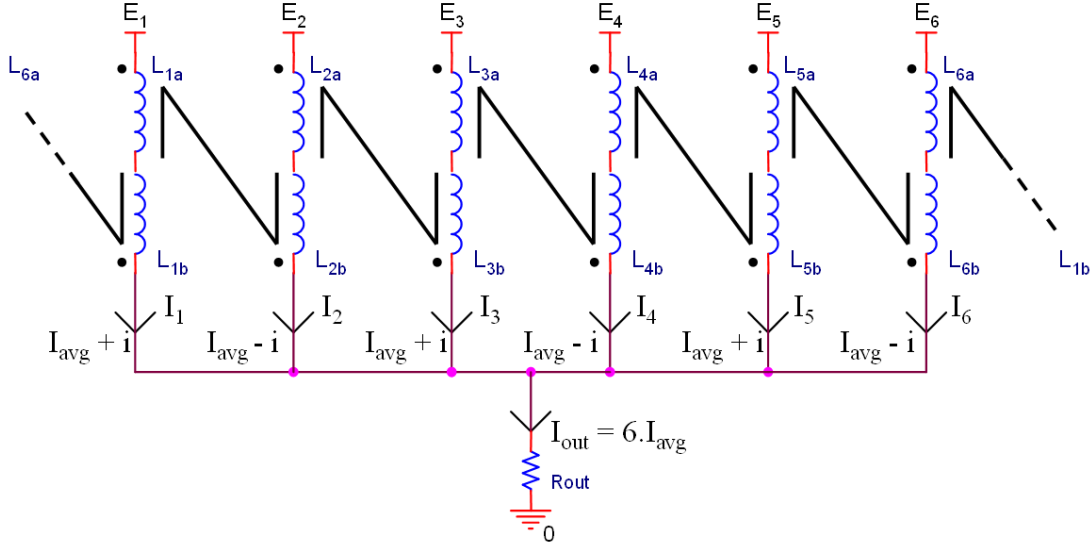 E₁ E₂ E₃ E₄ E₅ E₆
L₆ₐ L₁ₐ L₂ₐ L₃ₐ L₄ₐ L₅ₐ L₆ₐ
L₁b L₂b L₃b L₄b L₅b L₆b L₁b
I₁ I₂ I₃ I₄ I₅ I₆
Iavg + i Iavg - i Iavg + i Iavg - i Iavg + i Iavg - i
Iout = 6.Iavg
Rout
0